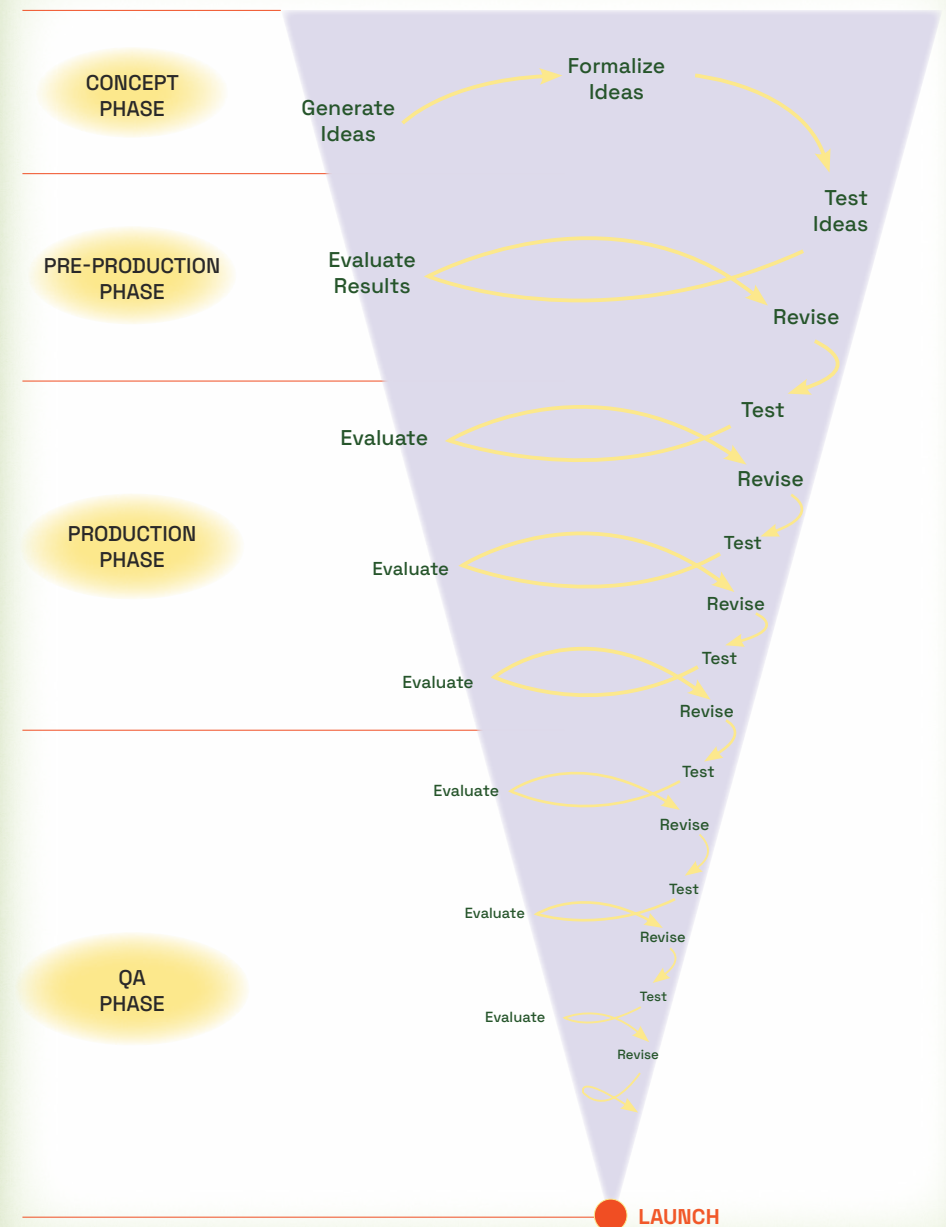 CONCEPT
PHASE
Generate
Ideas
Formalize
Ideas
Test
Ideas
PRE-PRODUCTION
PHASE
Evaluate
Results
Revise
Test
PRODUCTION
PHASE
Evaluate
Revise
Test
Evaluate
Revise
Test
Evaluate
Revise
Test
QA
PHASE
Evaluate
Revise
Test
Evaluate
Revise
Test
Evaluate
Revise
LAUNCH